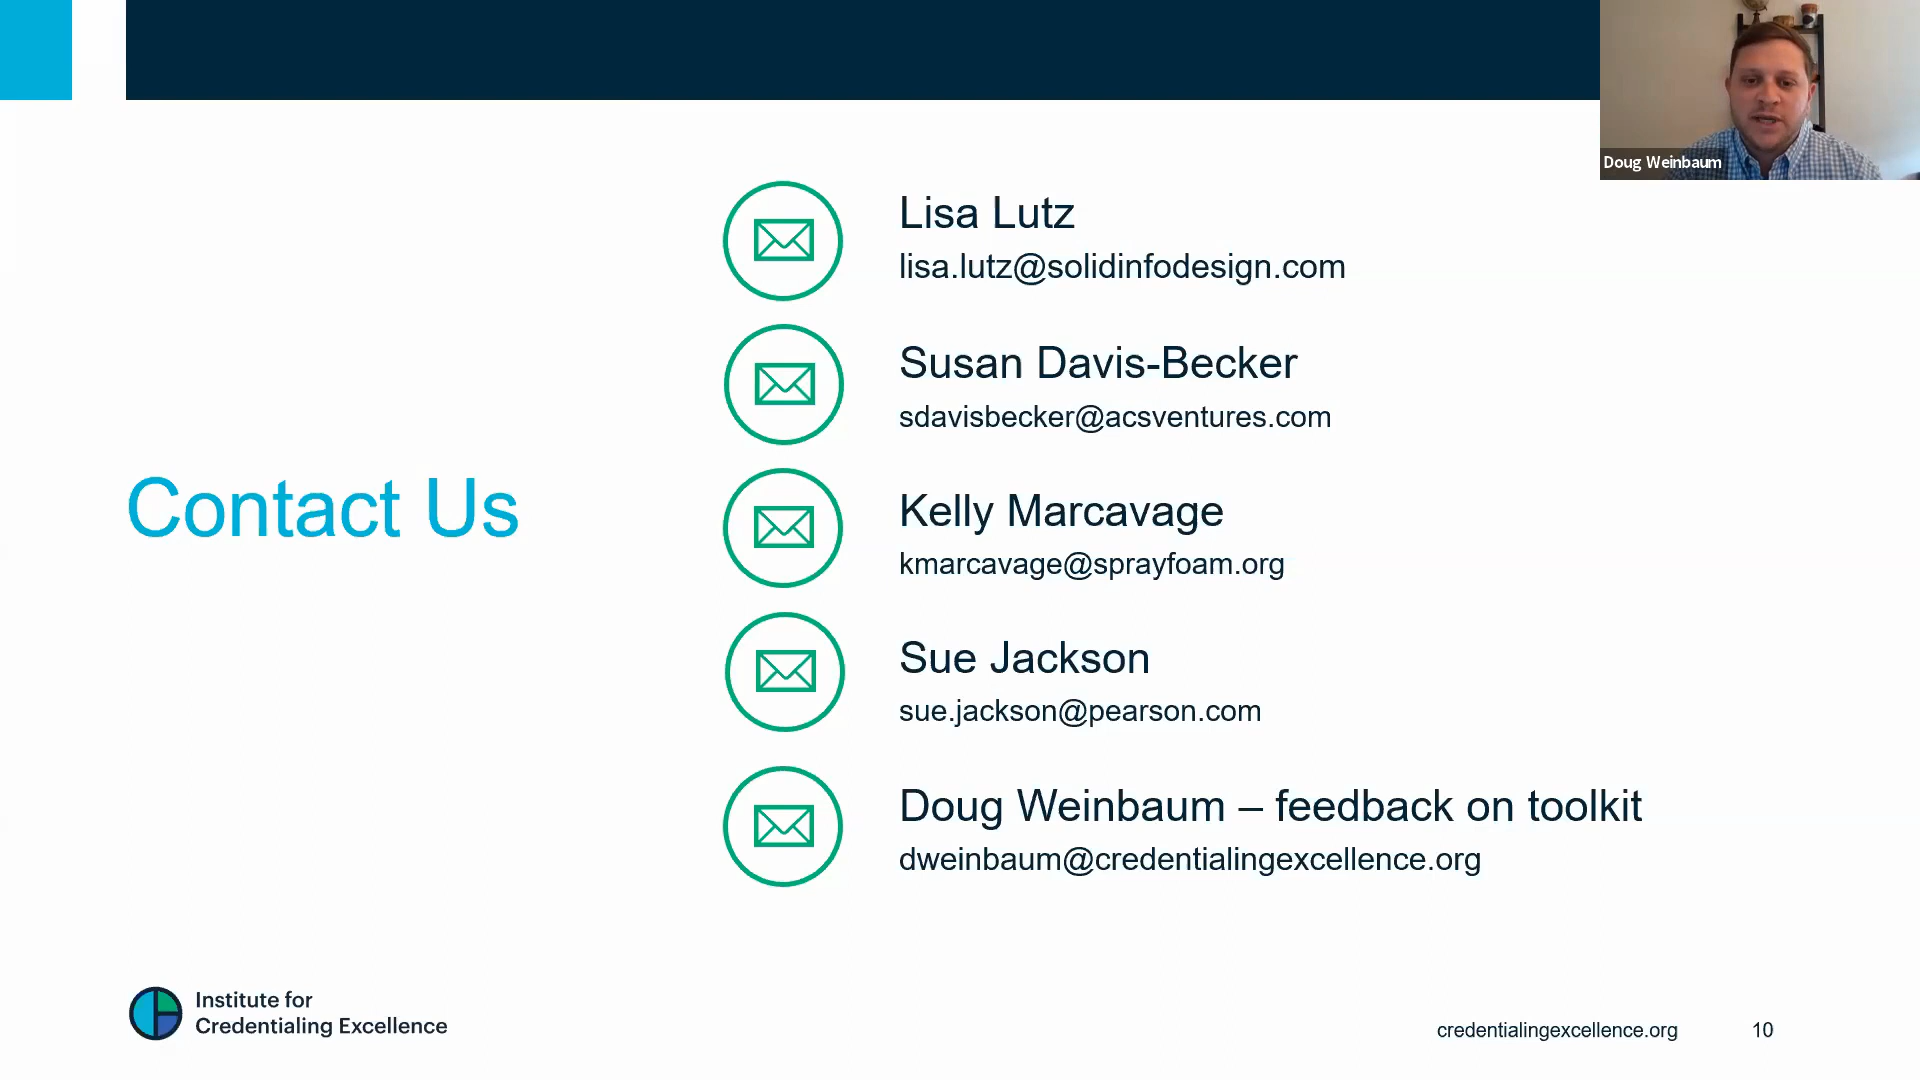 Doug Weinbaum
Lisa Lutz
lisa.lutz@solidinfodesign.com
Susan Davis-Becker
sdavisbecker@acsventures.com
Contact Us
Kelly Marcavage
kmarcavage@sprayfoam.org
Sue Jackson
sue.jackson@pearson.com
Doug Weinbaum – feedback on toolkit
dweinbaum@credentialingexcellence.org
Institute for
Credentialing Excellence
credentialingexcellence.org
10